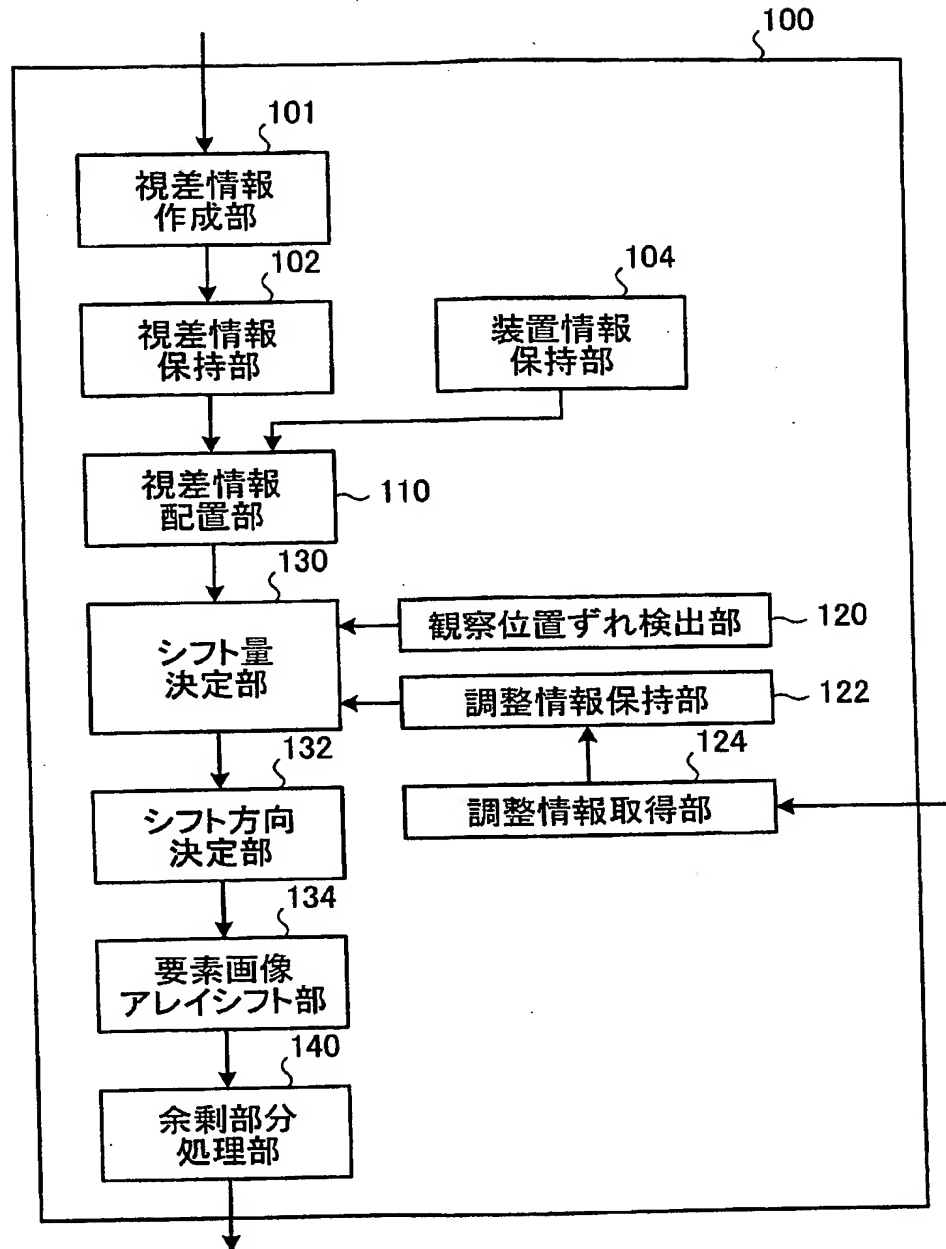 100
101
視差情報
作成部
102
視差情報
保持部
104
装置情報
保持部
視差情報
配置部
110
130
シフト量
決定部
観察位置ずれ検出部
120
調整情報保持部
122
124
調整情報取得部
132
シフト方向
決定部
134
要素画像
アレイシフト部
140
余剰部分
処理部